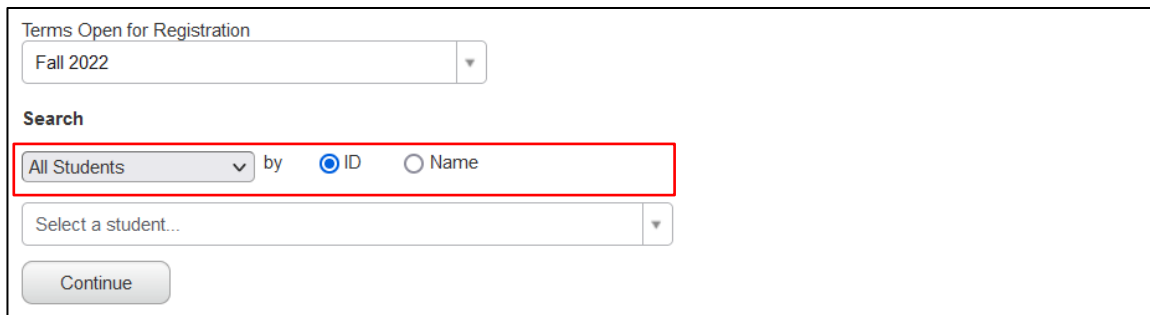 Terms Open for Registration
Fall 2022
Search
All Students by ID Name
Select a student...
Continue